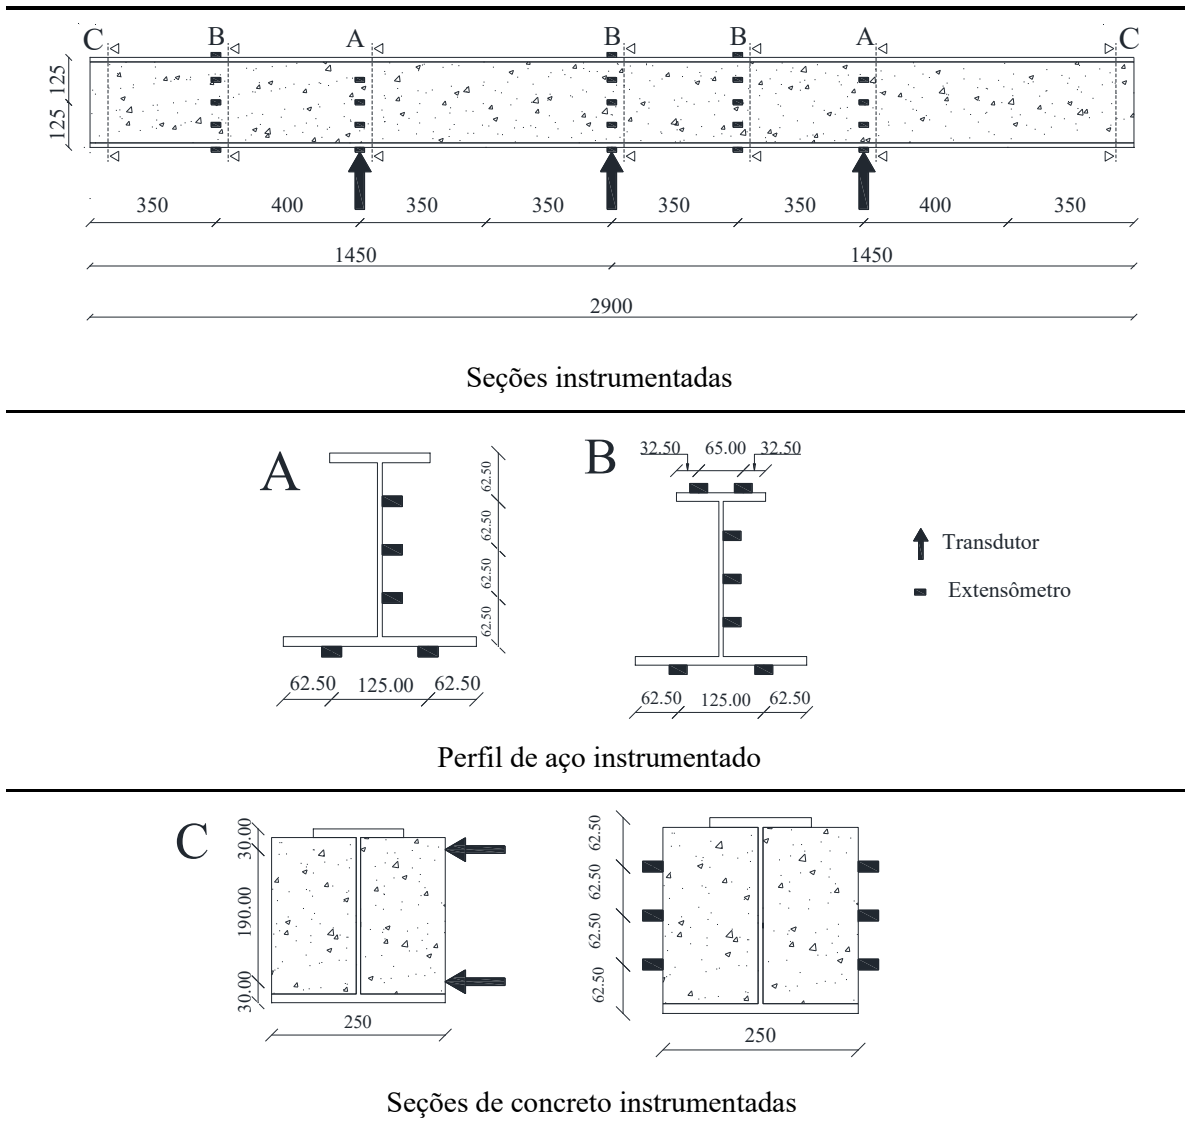 C B A B B A C
125
125
350 400 350 350 350 350 400 350
1450 1450
2900
Seções instrumentadas
A
62.50
62.50
62.50
62.50
62.50 125.00 62.50
B
32.50 65.00 32.50
62.50 125.00 62.50
Transdutor
Extensômetro
Perfil de aço instrumentado
C
30.00
190.00
30.00
250
62.50
62.50
62.50
62.50
250
Seções de concreto instrumentadas